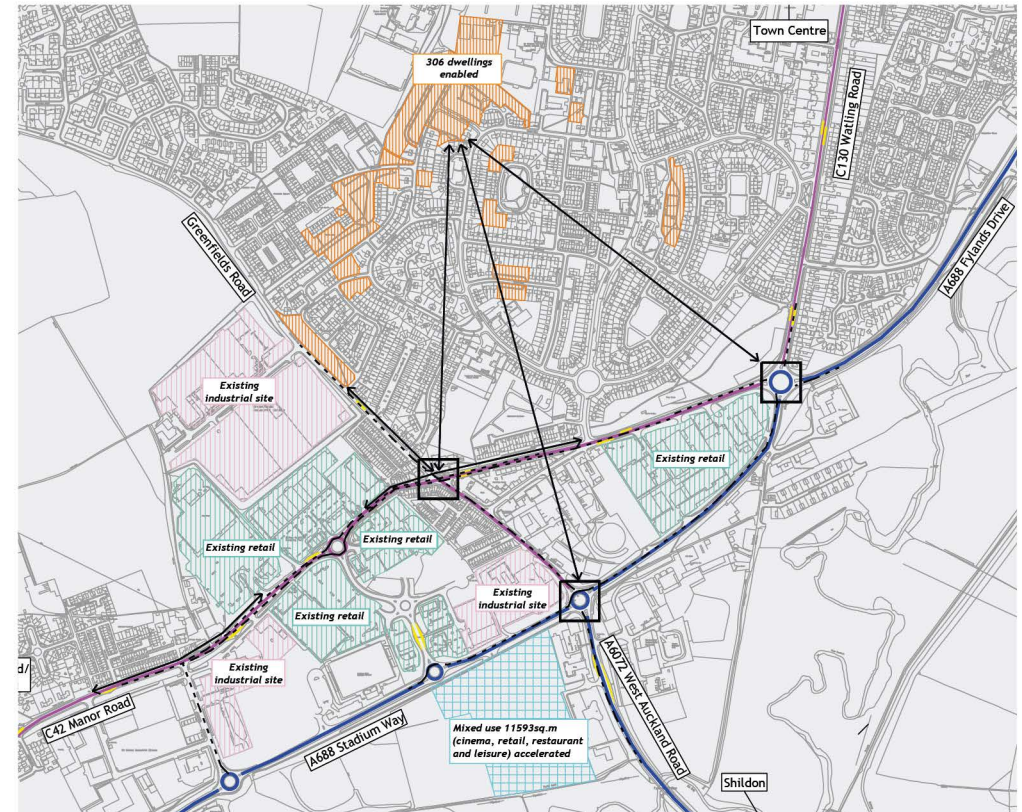 Town Centre
306 dwellings
enabled
C130 Watling Road
A688 Fylands Drive
Greenfields Road
Existing
industrial site
Existing retail
Existing retail
Existing retail
Existing retail
Existing
industrial site
Existing
industrial site
d/
C42 Manor Road
A688 Stadium Way
A6072 West Auckland Road
Mixed use 11593sq.m
(cinema, retail, restaurant
and leisure) accelerated
Shildon